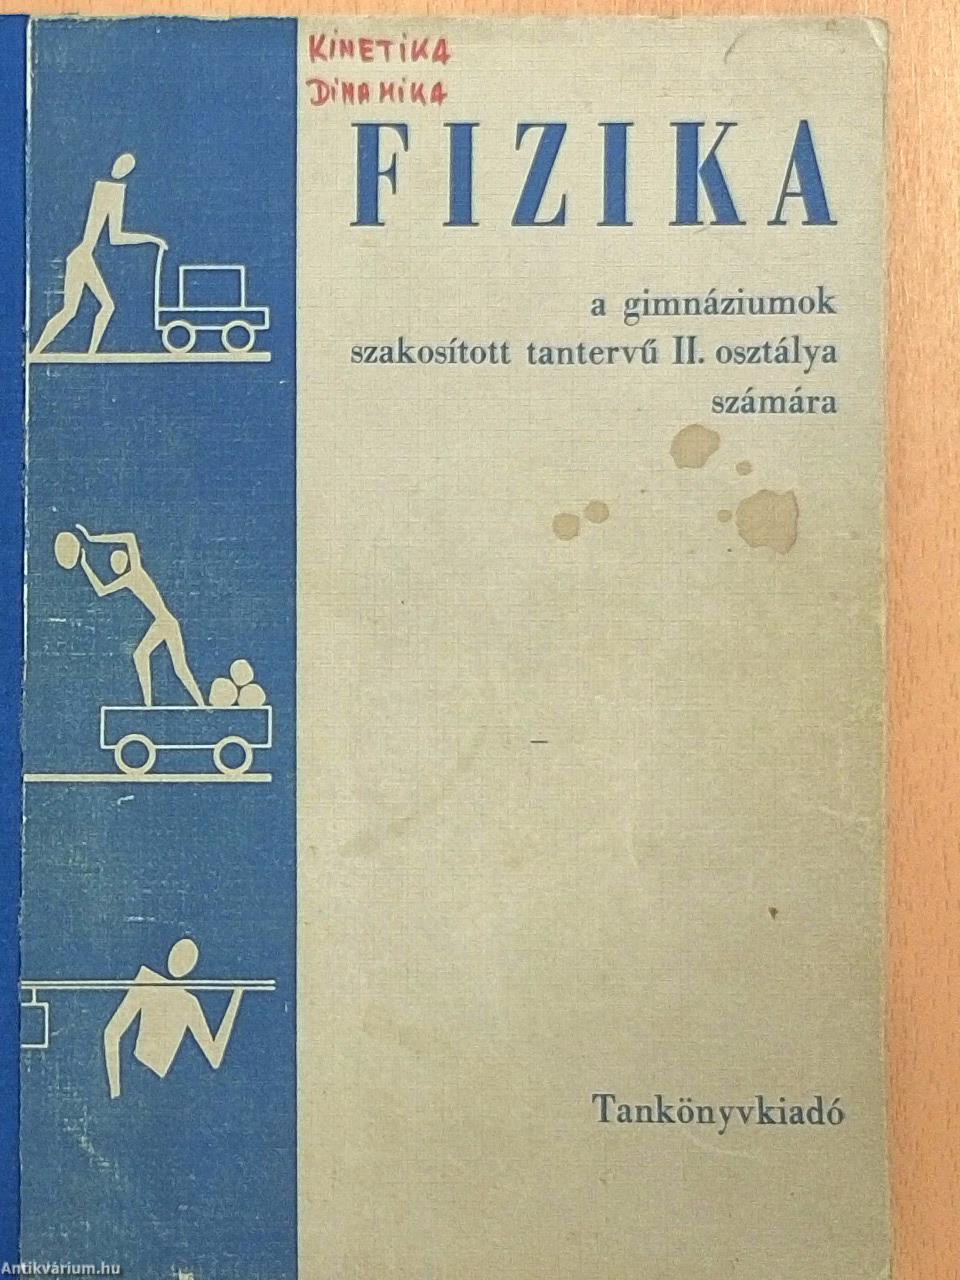 KINETIKA
DINAMIKA
FIZIKA
a gimnáziumok
szakosított tantervű II. osztálya
számára
Tankönyvkiadó
Antikvárium.hu